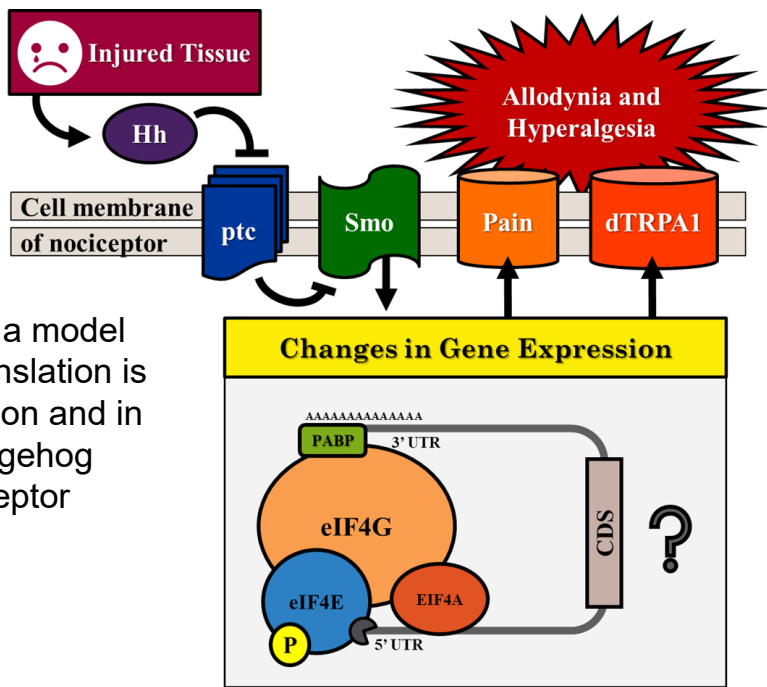 Injured Tissue
Hh
Allodynia and
Hyperalgesia
Cell membrane
of nociceptor
ptc
Smo
Pain
dTRPA1
a model
nslation is
on and in
gehog
eptor
Changes in Gene Expression
AAAAAAAAAAAAAA
PABP
3' UTR
eIF4G
CDS
?
eIF4E
EIF4A
P
5' UTR